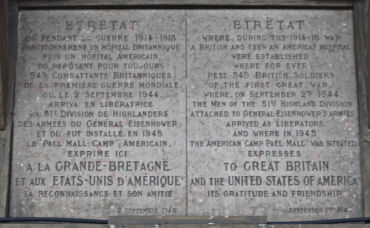 ETRETAT
OU PENDANT LA GUERRE 1914-1918
FONCTIONNERENT UN HÔPITAL BRITANNIQUE
PUIS UN HOPITAL AMERICAIN,
OU REPOSENT POUR TOUJOURS
549 COMBATTANTS BRITANNIQUES
DE LA PREMIERE GUERRE MONDIALE,
OU LE 2 SEPTEMBRE 1944,
ARRIVA EN LIBERATRICE
LA 51e DIVISION DE HIGHLANDERS
DES ARMEES DU GENERAL EISENHOWER,
ET OU FUT INSTALLE, EN 1945
LE "PALL MALL CAMP" AMERICAIN,
EXPRIME ICI
A LA GRANDE-BRETAGNE
ET AUX ETATS-UNIS D'AMERIQUE
SA RECONNAISSANCE ET SON AMITIÉ
2 SEPTEMBRE
ETRETAT
WHERE, DURING THE 1914-18 WAR
A BRITISH AND THEN AN AMERICAN HOSPITAL
WERE ESTABLISHED
WHERE FOR EVER
REST 549 BRITISH SOLDIERS
OF THE FIRST GREAT WAR,
WHERE, ON SEPTEMBER 2ND 1944,
THE MEN OF THE 51ST HIGHLAND DIVISION
ATTACHED TO GENERAL EISENHOWER'S ARMIES
ARRIVED AS LIBERATORS,
AND WHERE IN 1945
THE AMERICAN "CAMP PALL MALL" WAS SITUATED
EXPRESSES
TO GREAT BRITAIN
AND THE UNITED STATES OF AMERICA
ITS GRATITUDE AND FRIENDSHIP
SEPTEMBER